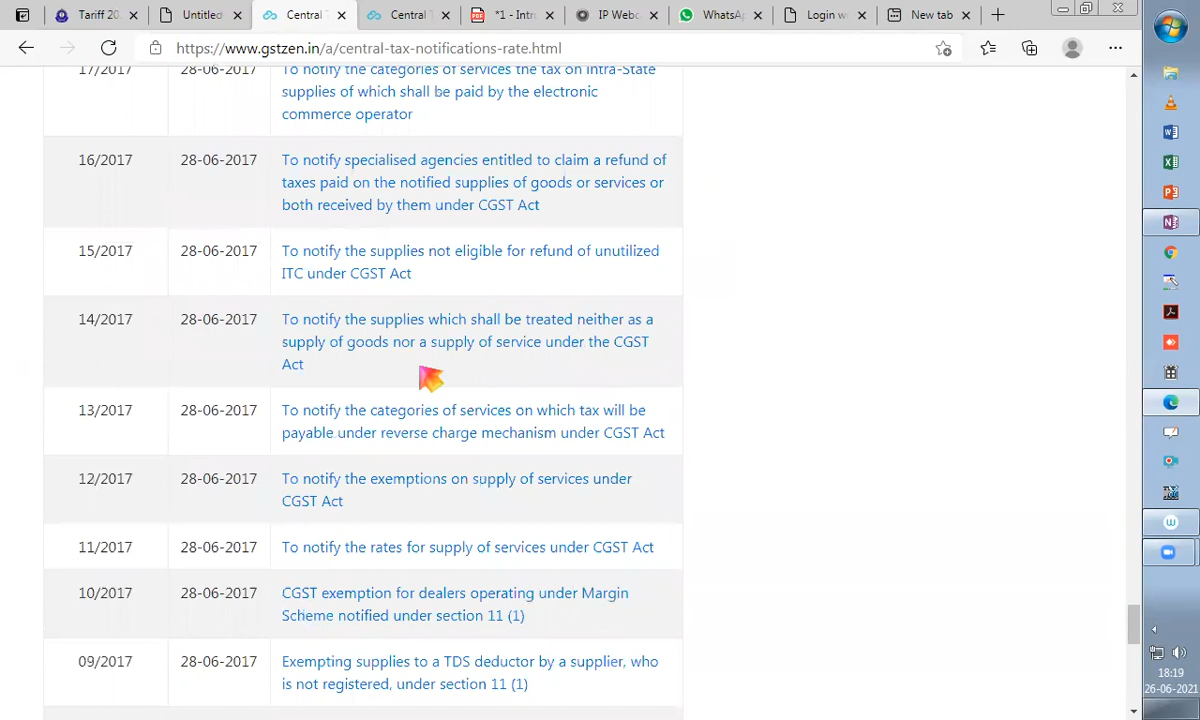 Tariff 20
Untitled
Central
Central T
*1 - Intr
IP Webc
WhatsA
Login w
New tab
https://www.gstzen.in/a/central-tax-notifications-rate.html
17/2017 28-06-2017 To notify the categories of services the tax on Intra-State
supplies of which shall be paid by the electronic
commerce operator
16/2017 28-06-2017 To notify specialised agencies entitled to claim a refund of
taxes paid on the notified supplies of goods or services or
both received by them under CGST Act
15/2017 28-06-2017 To notify the supplies not eligible for refund of unutilized
ITC under CGST Act
14/2017 28-06-2017 To notify the supplies which shall be treated neither as a
supply of goods nor a supply of service under the CGST
Act
13/2017 28-06-2017 To notify the categories of services on which tax will be
payable under reverse charge mechanism under CGST Act
12/2017 28-06-2017 To notify the exemptions on supply of services under
CGST Act
11/2017 28-06-2017 To notify the rates for supply of services under CGST Act
10/2017 28-06-2017 CGST exemption for dealers operating under Margin
Scheme notified under section 11 (1)
09/2017 28-06-2017 Exempting supplies to a TDS deductor by a supplier, who
is not registered, under section 11 (1)
18:19
26-06-2021